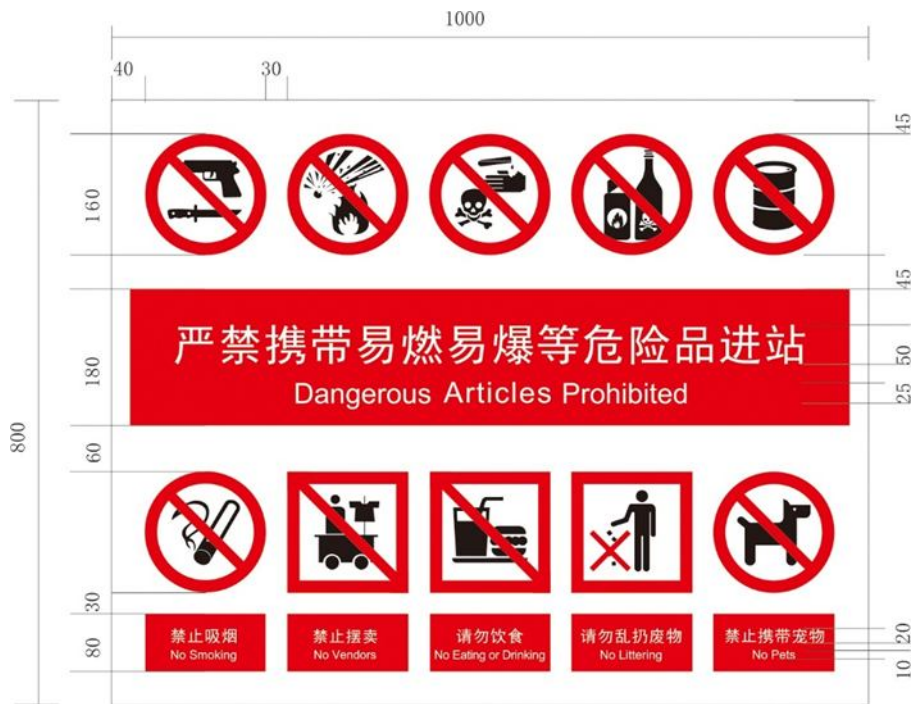 1000
40
30
45
160
45
严禁携带易燃易爆等危险品进站
Dangerous Articles Prohibited
180
50
25
800
60
30
禁止吸烟
No Smoking
禁止摆卖
No Vendors
请勿饮食
No Eating or Drinking
请勿乱扔废物
No Littering
禁止携带宠物
No Pets
80
20
10